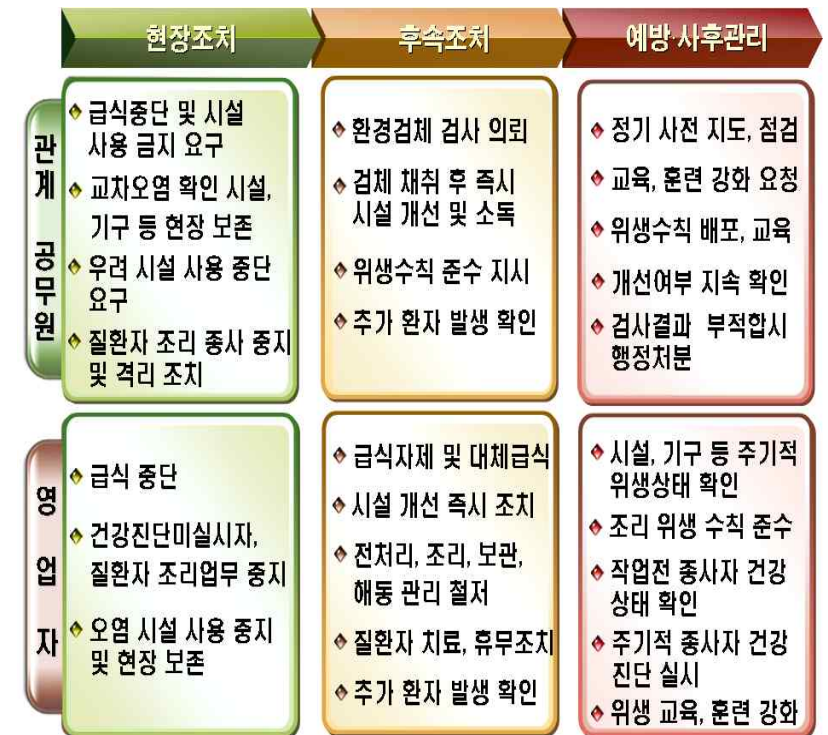 현장조치
후속조치
예방·사후관리
관계 공무원
급식중단 및 시설
사용 금지 요구
교차오염 확인 시설,
기구 등 현장 보존
우려 시설 사용 중단
요구
질환자 조리 종사 중지
및 격리 조치
환경검체 검사 의뢰
검체 채취 후 즉시
시설 개선 및 소독
위생수칙 준수 지시
추가 환자 발생 확인
정기 사전 지도, 점검
교육, 훈련 강화 요청
위생수칙 배포, 교육
개선여부 지속 확인
검사결과 부적합시
행정처분
영업자
급식 중단
건강진단미실시자,
질환자 조리업무 중지
오염 시설 사용 중지
및 현장 보존
급식자제 및 대체급식
시설 개선 즉시 조치
전처리, 조리, 보관,
해동 관리 철저
질환자 치료, 휴무조치
추가 환자 발생 확인
시설, 기구 등 주기적
위생상태 확인
조리 위생 수칙 준수
작업전 종사자 건강
상태 확인
주기적 종사자 건강
진단 실시
위생 교육, 훈련 강화